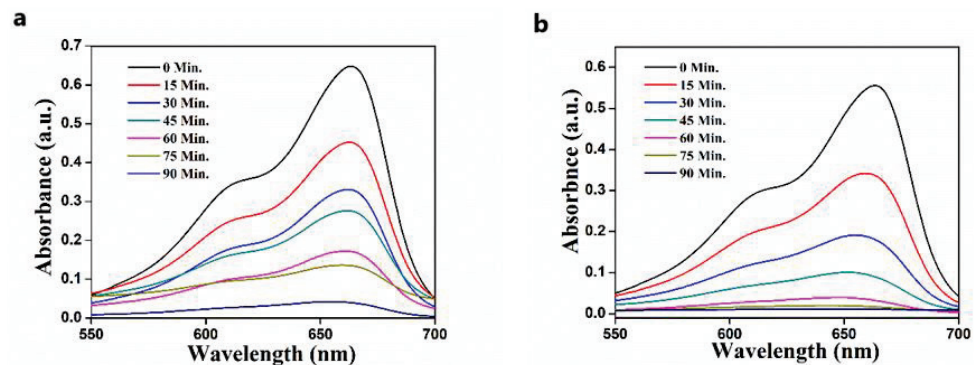 a
0.7
0.6
0.5
0.4
0.3
0.2
0.1
0.0
Absorbance (a.u.)
0 Min.
15 Min.
30 Min.
45 Min.
60 Min.
75 Min.
90 Min.
550
600
650
700
Wavelength (nm)
b
0.6
0.5
0.4
0.3
0.2
0.1
0.0
Absorbnce (a.u.)
0 Min.
15 Min.
30 Min.
45 Min.
60 Min.
75 Min.
90 Min.
550
600
650
700
Wavelength (nm)